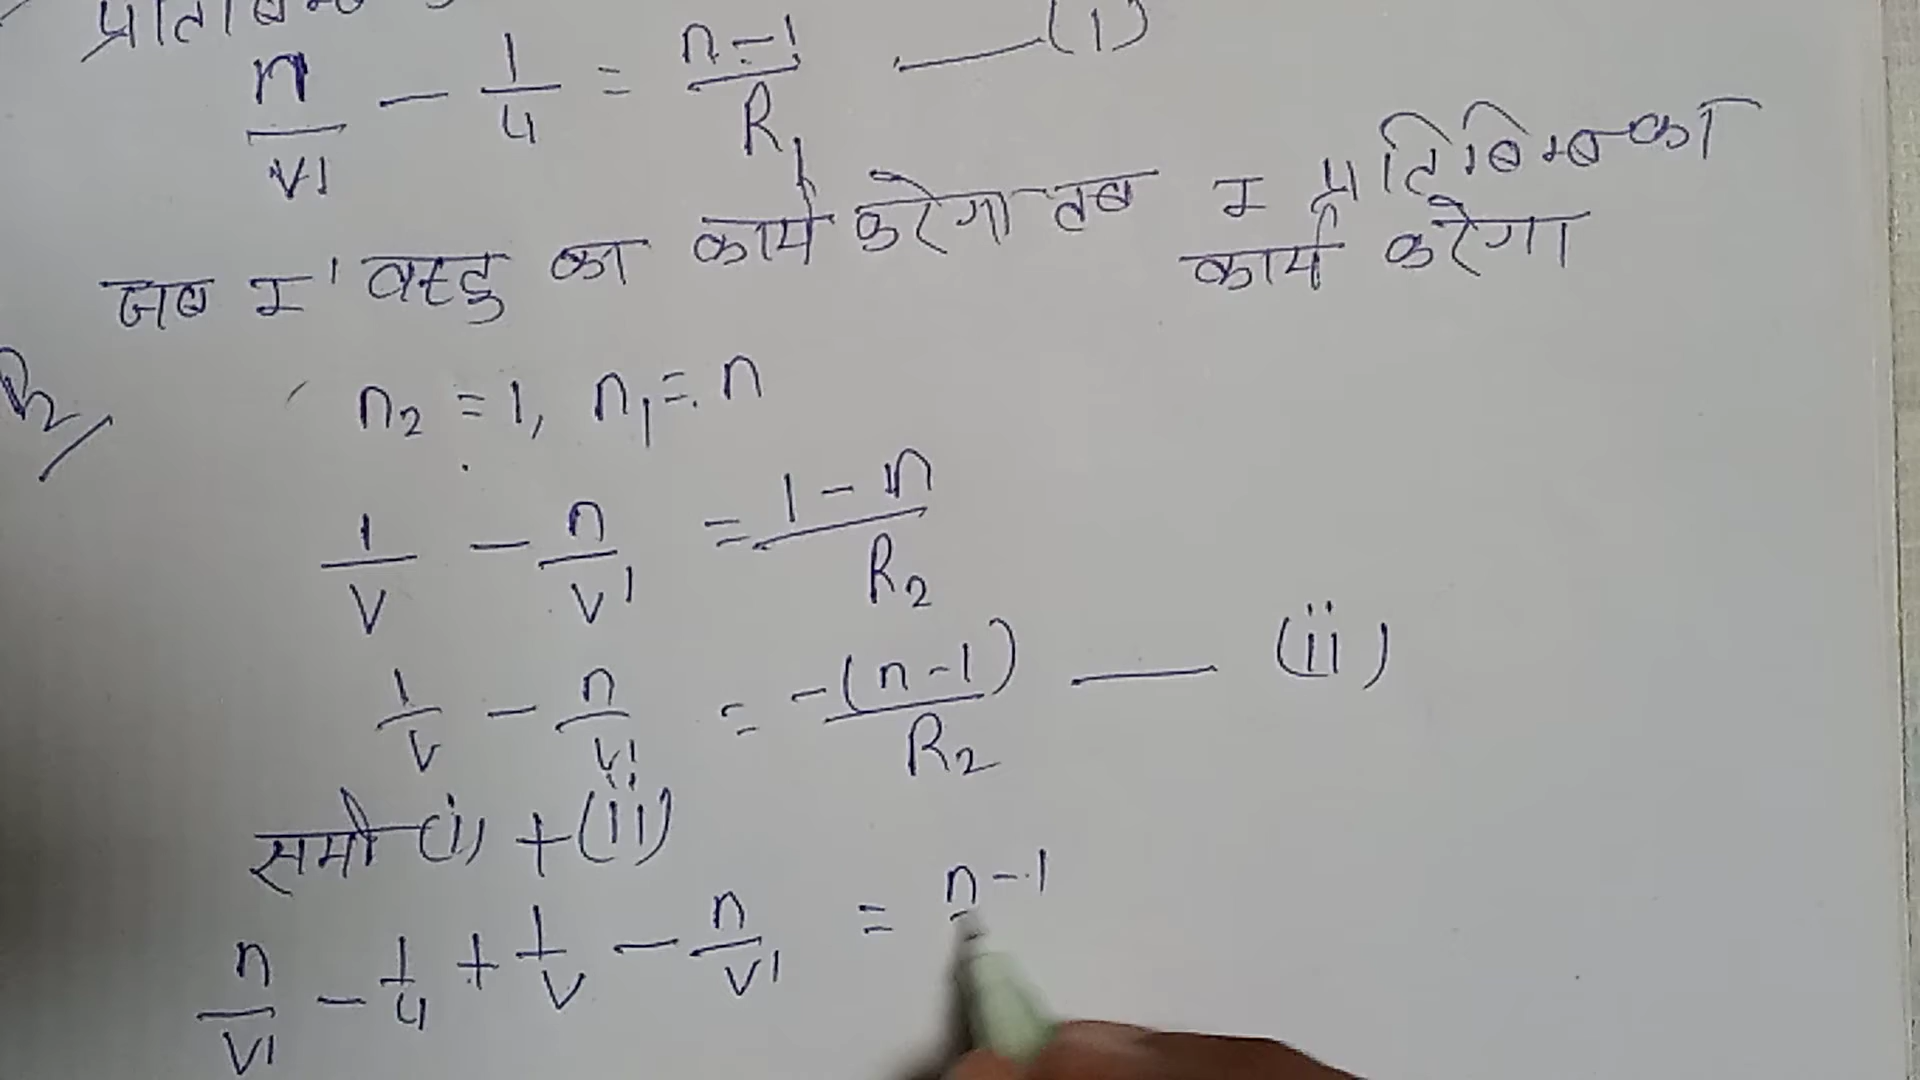 n/v' - 1/u = n-1/R₁ —(i)
जब I' वस्तु का कार्य करेगा तब I प्रतिबिम्ब का
कार्य करेगा
n₂ = 1, n₁ = n
1/v - n/v' = 1-n/R₂
1/v - n/v' = -(n-1)/R₂ — (ii)
समी (i) + (ii)
n/v' - 1/u + 1/v - n/v' = n-1